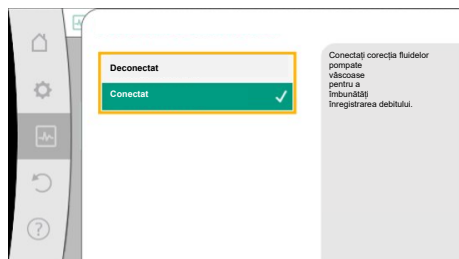 Deconectat
Conectat
Conectați corecția fluidelor
pompate
vâscoase
pentru a
îmbunătăți
înregistrarea debitului.